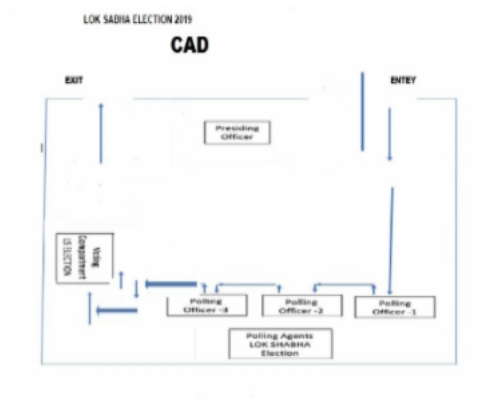 LOK SABHA ELECTION 2019
CAD
EXIT
ENTEY
Presiding
Officer
Voting
Compartment
LS ELECTION
Polling
Officer -3
Polling
Officer -2
Polling
Officer -1
Polling Agents
LOK SHABHA
Election